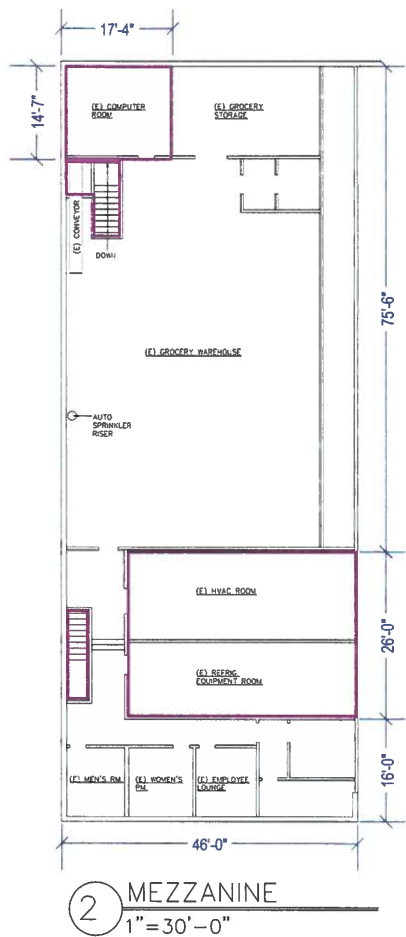 17'-4"
14'-7"
(E) COMPUTER
ROOM
(E) GROCERY
STORAGE
(E) CONVEYOR
DOWN
75'-6"
(E) GROCERY WAREHOUSE
AUTO
SPRINKLER
RISER
(E) HVAC ROOM
26'-0"
(E) REFRIG.
EQUIPMENT ROOM
(E) MEN'S RM.
(E) WOMEN'S
RM.
(E) EMPLOYEE
LOUNGE
16'-0"
46'-0"
2
MEZZANINE
1"=30'-0"